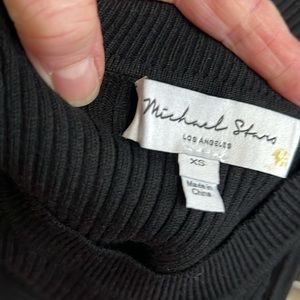 Michael Stars
LOS ANGELES
XS
Made in
China